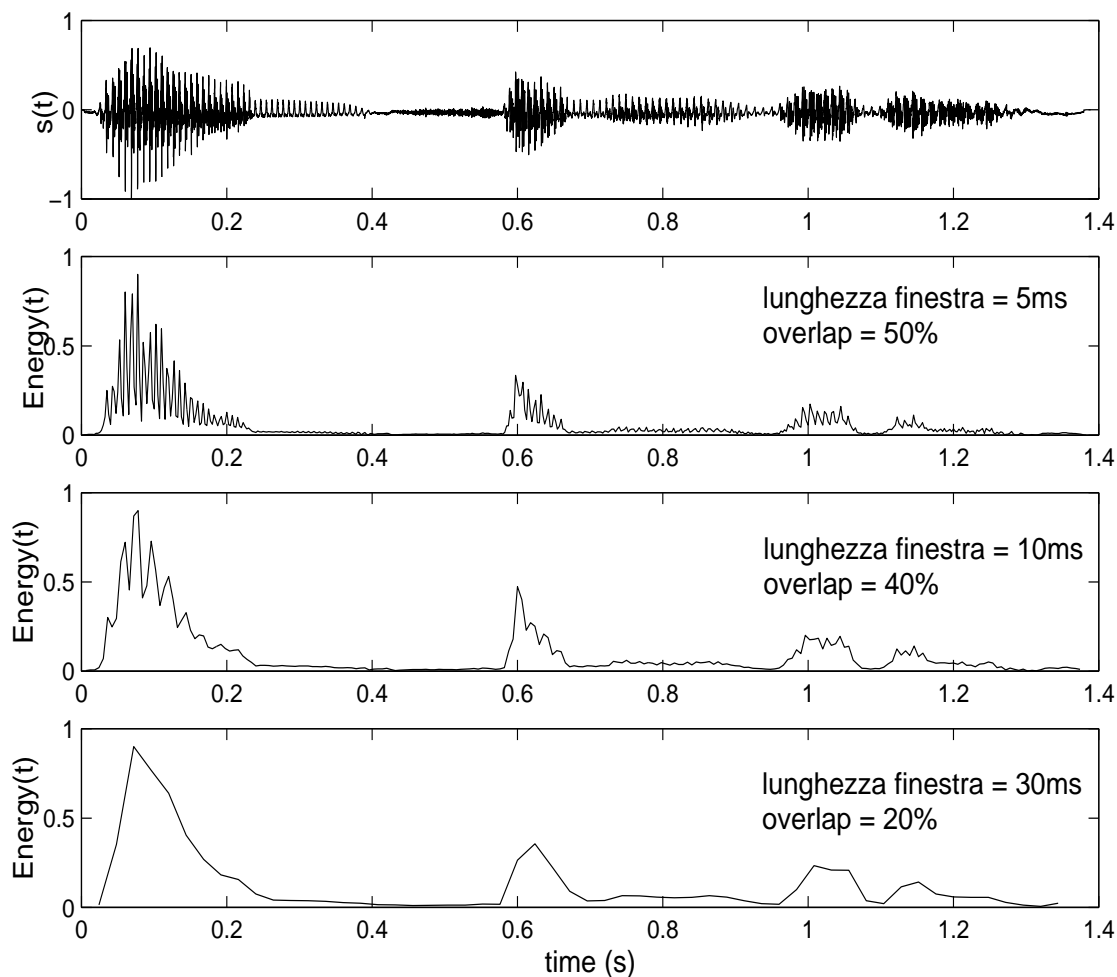 1
0
−1
s(t)
0 0.2 0.4 0.6 0.8 1 1.2 1.4
1
0.5
0
Energy(t)
lunghezza finestra = 5ms
overlap = 50%
0 0.2 0.4 0.6 0.8 1 1.2 1.4
1
0.5
0
Energy(t)
lunghezza finestra = 10ms
overlap = 40%
0 0.2 0.4 0.6 0.8 1 1.2 1.4
1
0.5
0
Energy(t)
lunghezza finestra = 30ms
overlap = 20%
0 0.2 0.4 0.6 0.8 1 1.2 1.4
time (s)